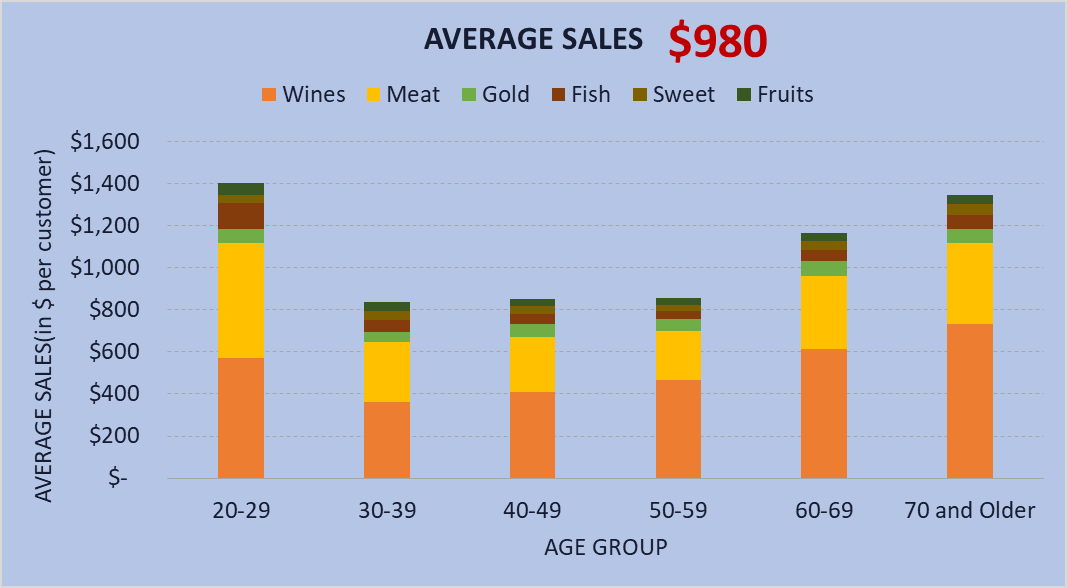 AVERAGE SALES $980
Wines Meat Gold Fish Sweet Fruits
AVERAGE SALES(in $ per customer)
$1,600
$1,400
$1,200
$1,000
$800
$600
$400
$200
$-
20-29 30-39 40-49 50-59 60-69 70 and Older
AGE GROUP